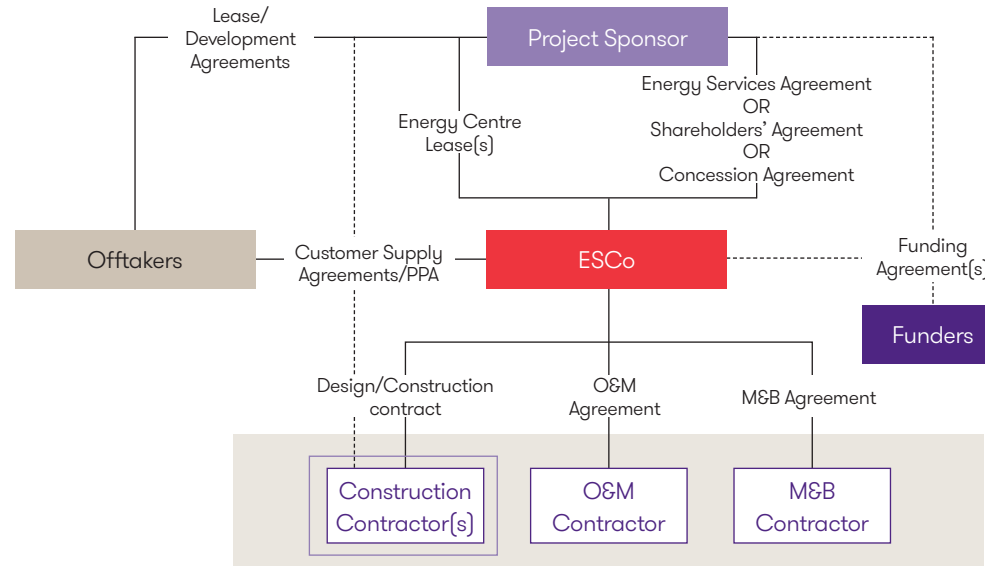 Lease/
Development
Agreements
Project Sponsor
Energy Centre
Lease(s)
Energy Services Agreement
OR
Shareholders’ Agreement
OR
Concession Agreement
Offtakers
Customer Supply
Agreements/PPA
ESCo
Funding
Agreement(s)
Funders
Design/Construction
contract
O&M
Agreement
M&B Agreement
Construction
Contractor(s)
O&M
Contractor
M&B
Contractor